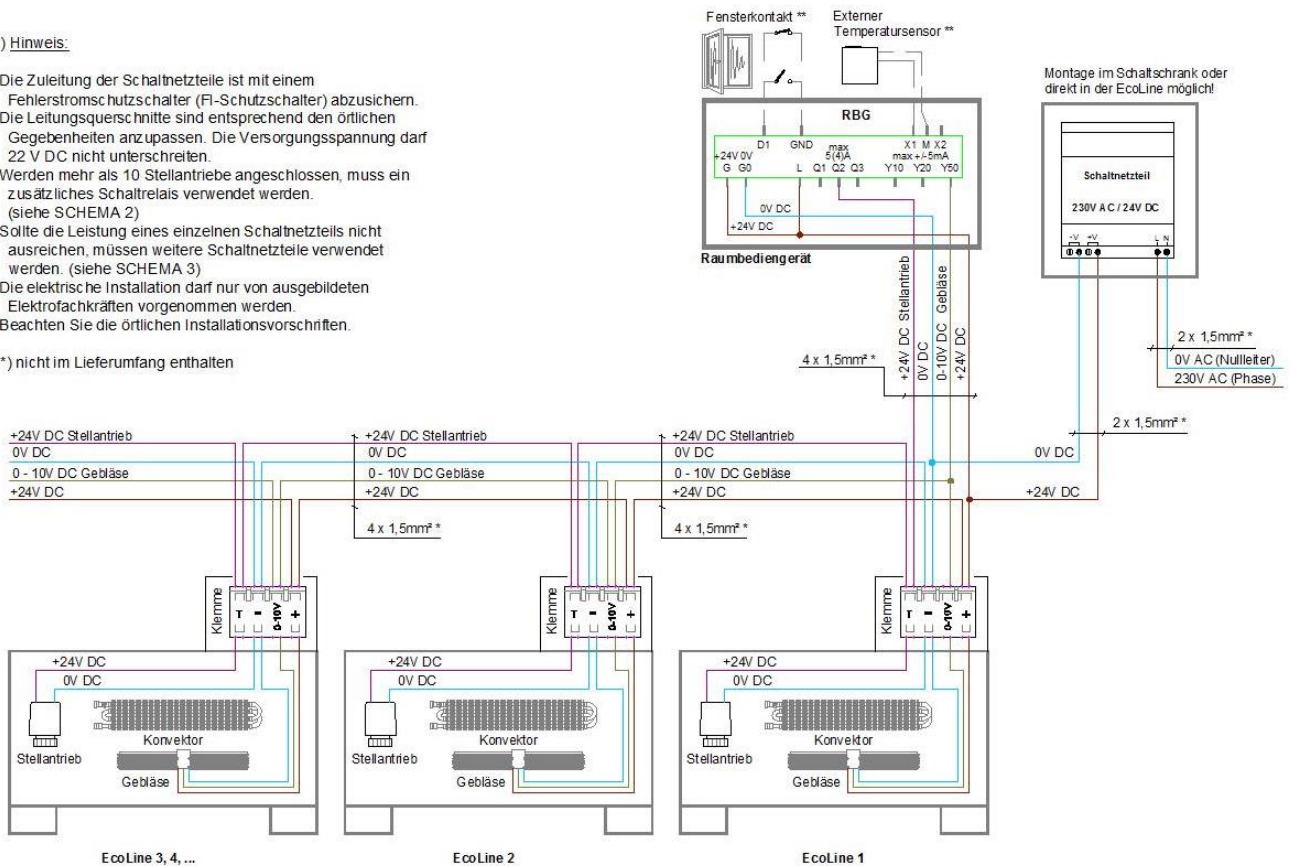 ) Hinweis:
Die Zuleitung der Schaltnetzteile ist mit einem
Fehlerstromschutzschalter (FI-Schutzschalter) abzusichern.
Die Leitungsquerschnitte sind entsprechend den örtlichen
Gegebenheiten anzupassen. Die Versorgungsspannung darf
22 V DC nicht unterschreiten.
Werden mehr als 10 Stellantriebe angeschlossen, muss ein
zusätzliches Schaltrelais verwendet werden.
(siehe SCHEMA 2)
Sollte die Leistung eines einzelnen Schaltnetzteils nicht
ausreichen, müssen weitere Schaltnetzteile verwendet
werden. (siehe SCHEMA 3)
Die elektrische Installation darf nur von ausgebildeten
Elektrofachkräften vorgenommen werden.
Beachten Sie die örtlichen Installationsvorschriften.
*) nicht im Lieferumfang enthalten
Fensterkontakt **
Externer
Temperatursensor **
RBG
D1 GND max X1 M X2
+24V 0V 5(4)A max +/-5mA
G G0 L Q1 Q2 Q3 Y10 Y20 Y50
0V DC
+24V DC
Raumbediengerät
Montage im Schaltschrank oder
direkt in der EcoLine möglich!
Schaltnetzteil
230V AC / 24V DC
-V +V L N
2 x 1,5mm² *
0V AC (Nullleiter)
230V AC (Phase)
2 x 1,5mm² *
4 x 1,5mm² *
+24V DC Stellantrieb
0V DC
0-10V DC Gebläse
+24V DC
0V DC
+24V DC
+24V DC Stellantrieb
0V DC
0 - 10V DC Gebläse
+24V DC
+24V DC Stellantrieb
0V DC
0 - 10V DC Gebläse
+24V DC
4 x 1,5mm² *
+24V DC Stellantrieb
0V DC
0 - 10V DC Gebläse
+24V DC
4 x 1,5mm² *
Klemme
T - 0-10V +
+24V DC
0V DC
Konvektor
Stellantrieb
Gebläse
EcoLine 3, 4, ...
Klemme
T - 0-10V +
+24V DC
0V DC
Konvektor
Stellantrieb
Gebläse
EcoLine 2
Klemme
T - 0-10V +
+24V DC
0V DC
Konvektor
Stellantrieb
Gebläse
EcoLine 1